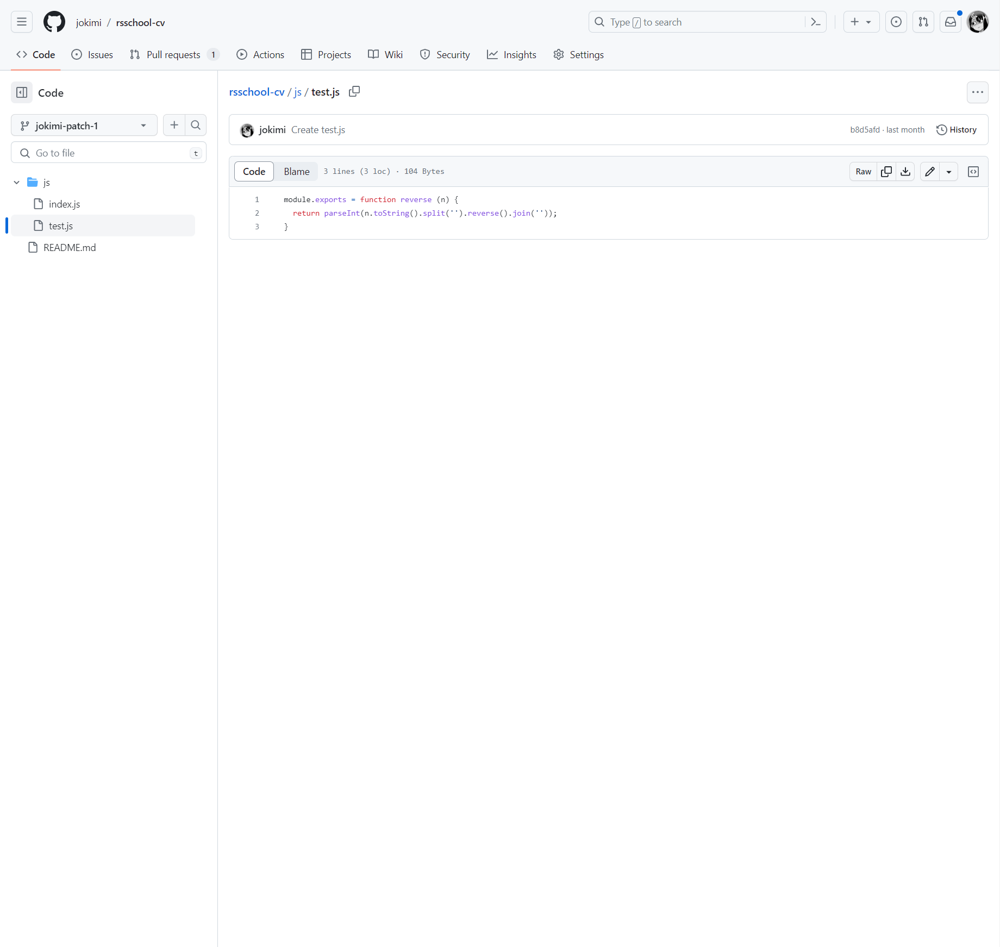 jokimi / rsschool-cv
Type / to search
Code
Issues
Pull requests 1
Actions
Projects
Wiki
Security
Insights
Settings
Code
jokimi-patch-1
Go to file t
js
index.js
test.js
README.md
rsschool-cv / js / test.js
jokimi Create test.js b8d5afd · last month History
Code Blame 3 lines (3 loc) · 104 Bytes Raw
1 module.exports = function reverse (n) {
2 return parseInt(n.toString().split('').reverse().join(''));
3 }